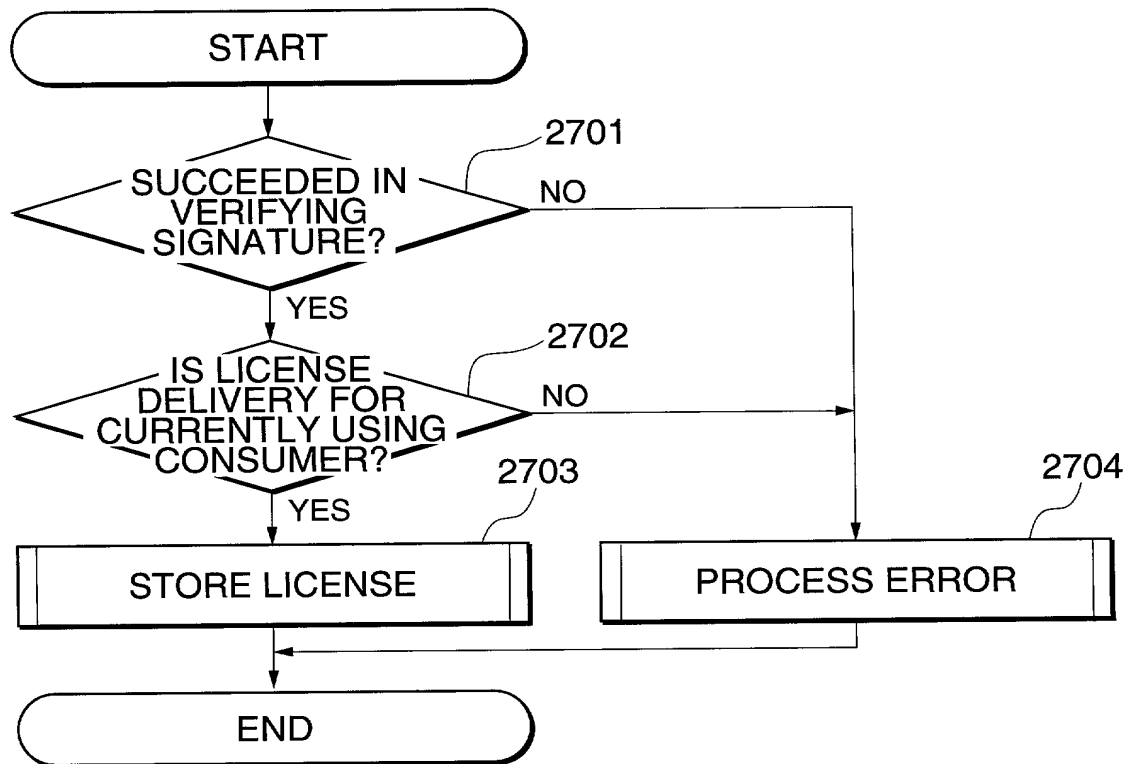 START
2701
SUCCEEDED IN
VERIFYING
SIGNATURE?
NO
YES
2702
IS LICENSE
DELIVERY FOR
CURRENTLY USING
CONSUMER?
NO
YES
2703
STORE LICENSE
2704
PROCESS ERROR
END